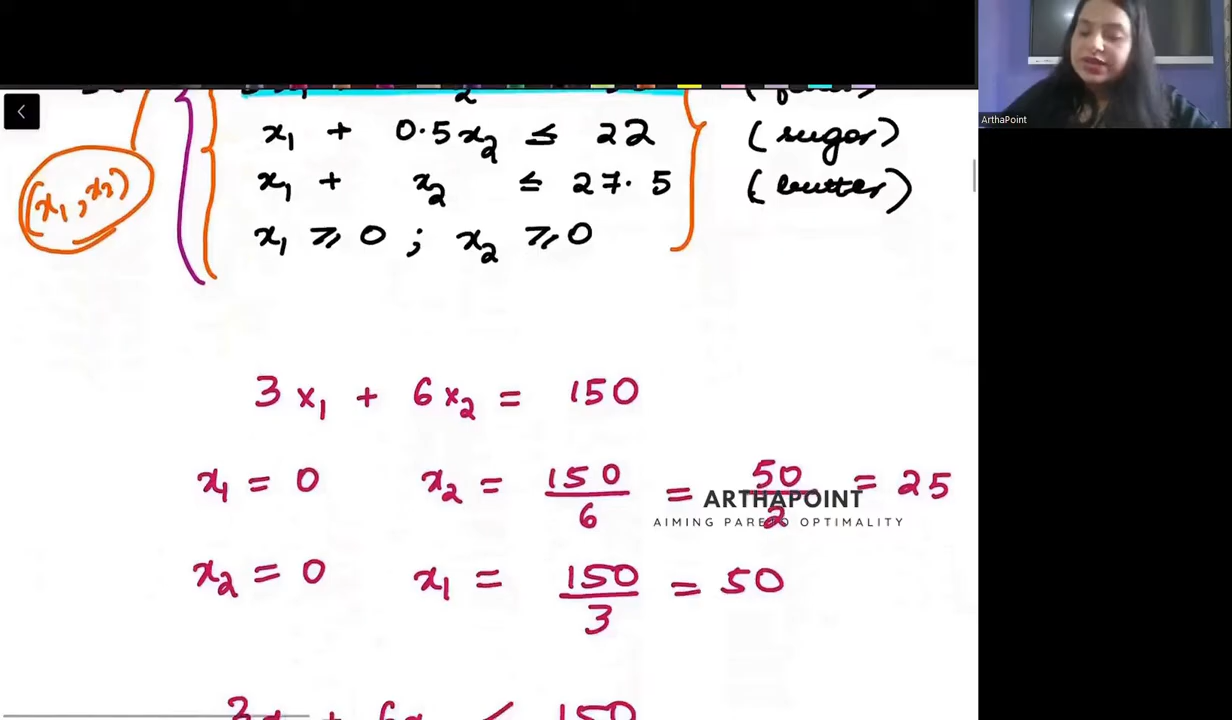 x₁ + 0.5x₂ ≤ 22 (sugar)
(x₁, x₂)
x₁ + x₂ ≤ 27.5 (butter)
x₁ ≥ 0 ; x₂ ≥ 0
3x₁ + 6x₂ = 150
x₁ = 0 x₂ = 150/6 = 50/2 = 25
ARTHAPOINT
AIMING PARETO OPTIMALITY
x₂ = 0 x₁ = 150/3 = 50
150
ArthaPoint